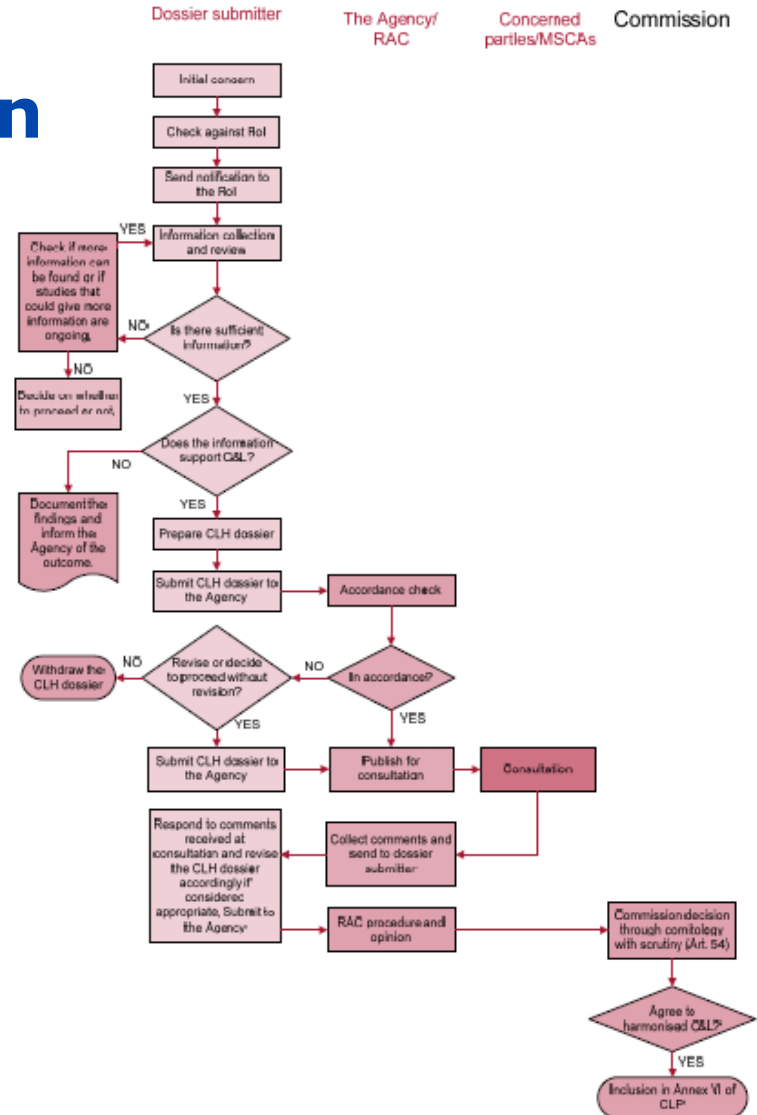 Dossier submitter
The Agency/
RAC
Concerned
parties/MSCAs
Commission
n
Initial concern
Check against RoI
Send notification to
the RoI
YES
Information collection
and review
Check if more
information can
be found or if
studies that
could give more
information are
ongoing.
NO
Is there sufficient
information?
NO
Decide on whether
to proceed or not.
YES
Does the information
support C&L?
NO
YES
Document the
findings and
inform the
Agency of the
outcome.
Prepare CLH dossier
Submit CLH dossier to
the Agency
Accordance check
Withdraw the
CLH dossier
NO
Revise or decide
to proceed without
revision?
NO
In accordance?
YES
YES
Submit CLH dossier to
the Agency
Publish for
consultation
Consultation
Respond to comments
received at
consultation and revise
the CLH dossier
accordingly if
considered
appropriate, Submit to
the Agency
Collect comments and
send to dossier
submitter
RAC procedure and
opinion
Commission decision
through comitology
with scrutiny (Art. 54)
Agree to
harmonised C&L?
YES
Inclusion in Annex VI of
CLP